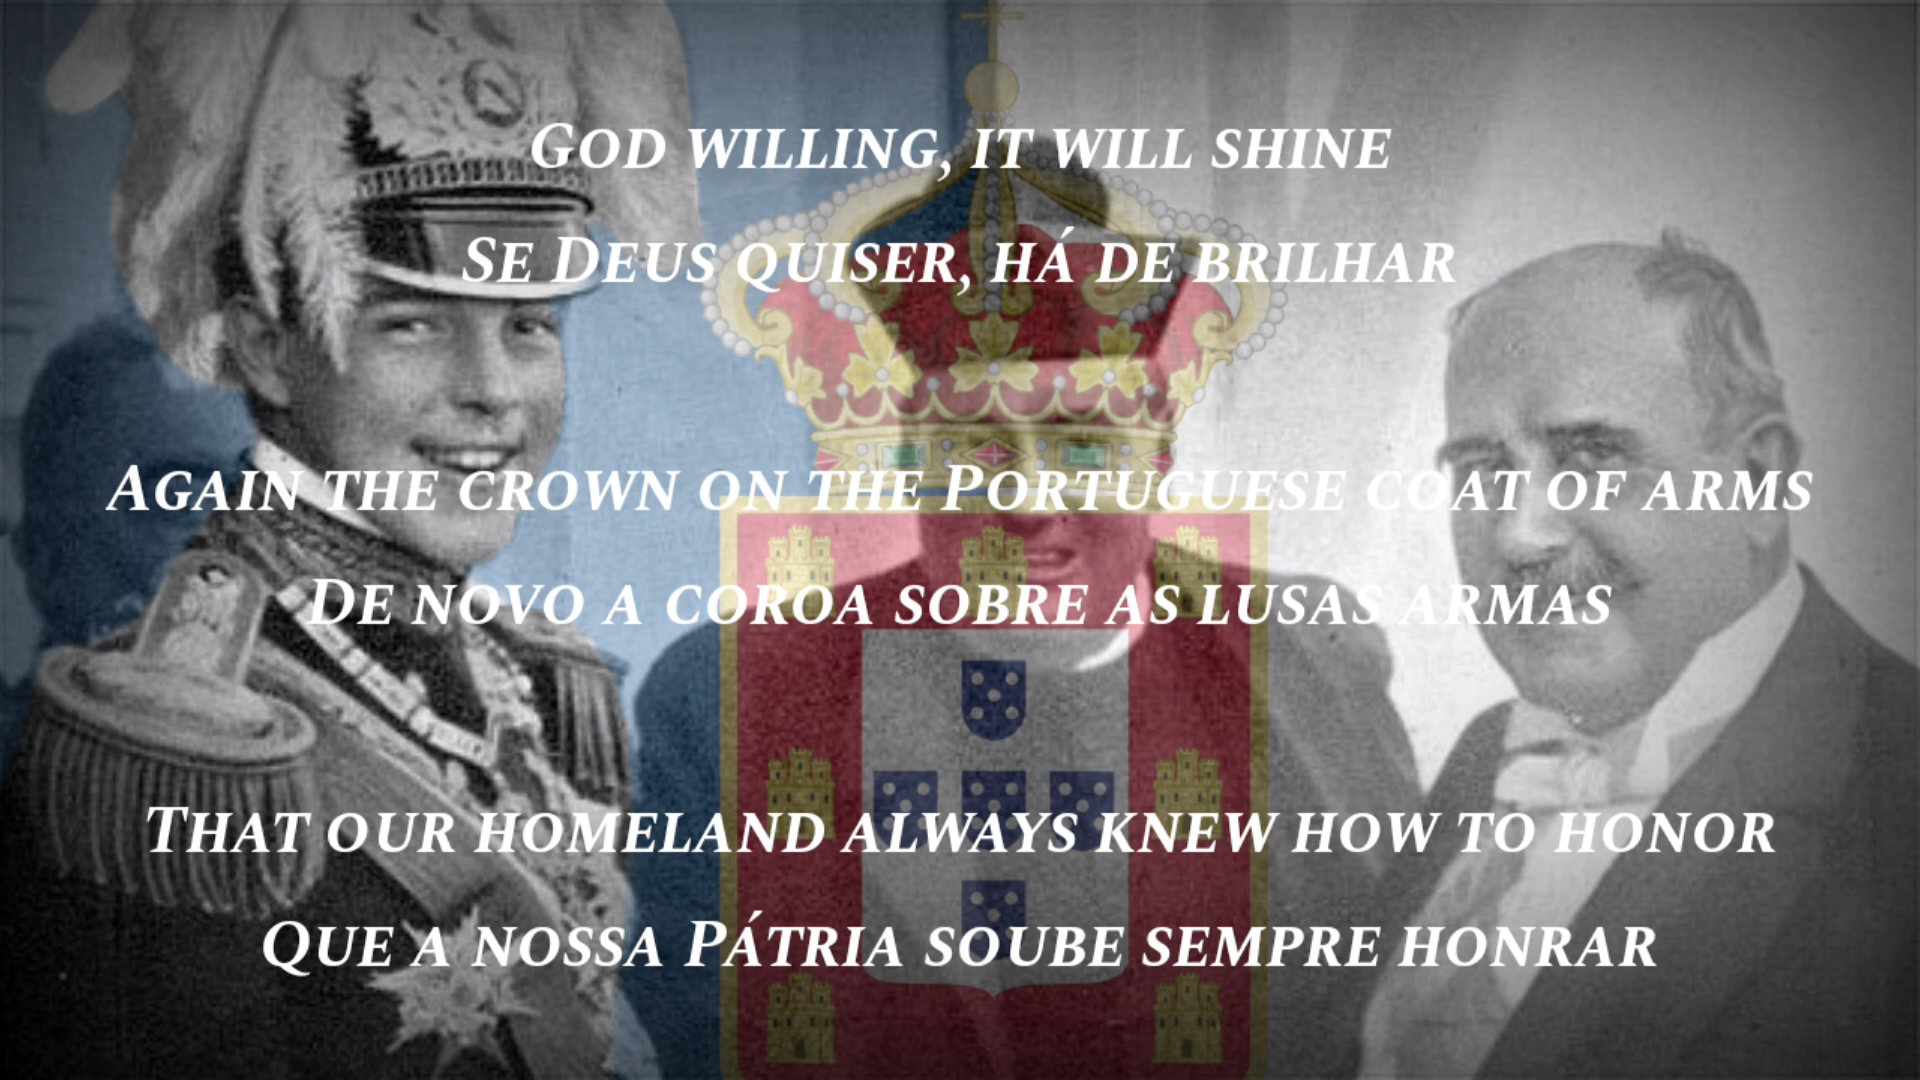 God willing, it will shine
Se Deus quiser, há de brilhar
Again the crown on the Portuguese coat of arms
De novo a coroa sobre as lusas armas
That our homeland always knew how to honor
Que a nossa Pátria soube sempre honrar